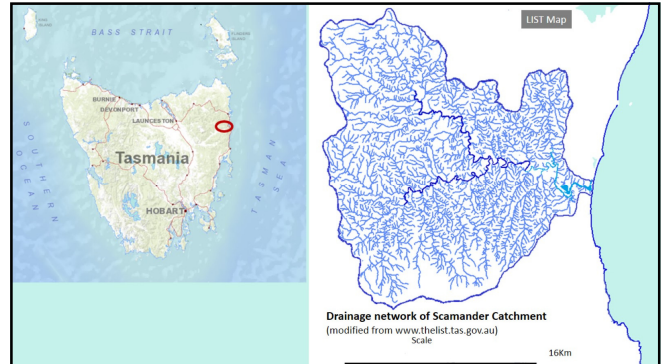 BASS STRAIT
BURNIE
DEVONPORT
LAUNCESTON
Tasmania
HOBART
SOUTHERN
OCEAN
TASMAN
SEA
LIST Map
Drainage network of Scamander Catchment
(modified from www.thelist.tas.gov.au)
Scale
16Km